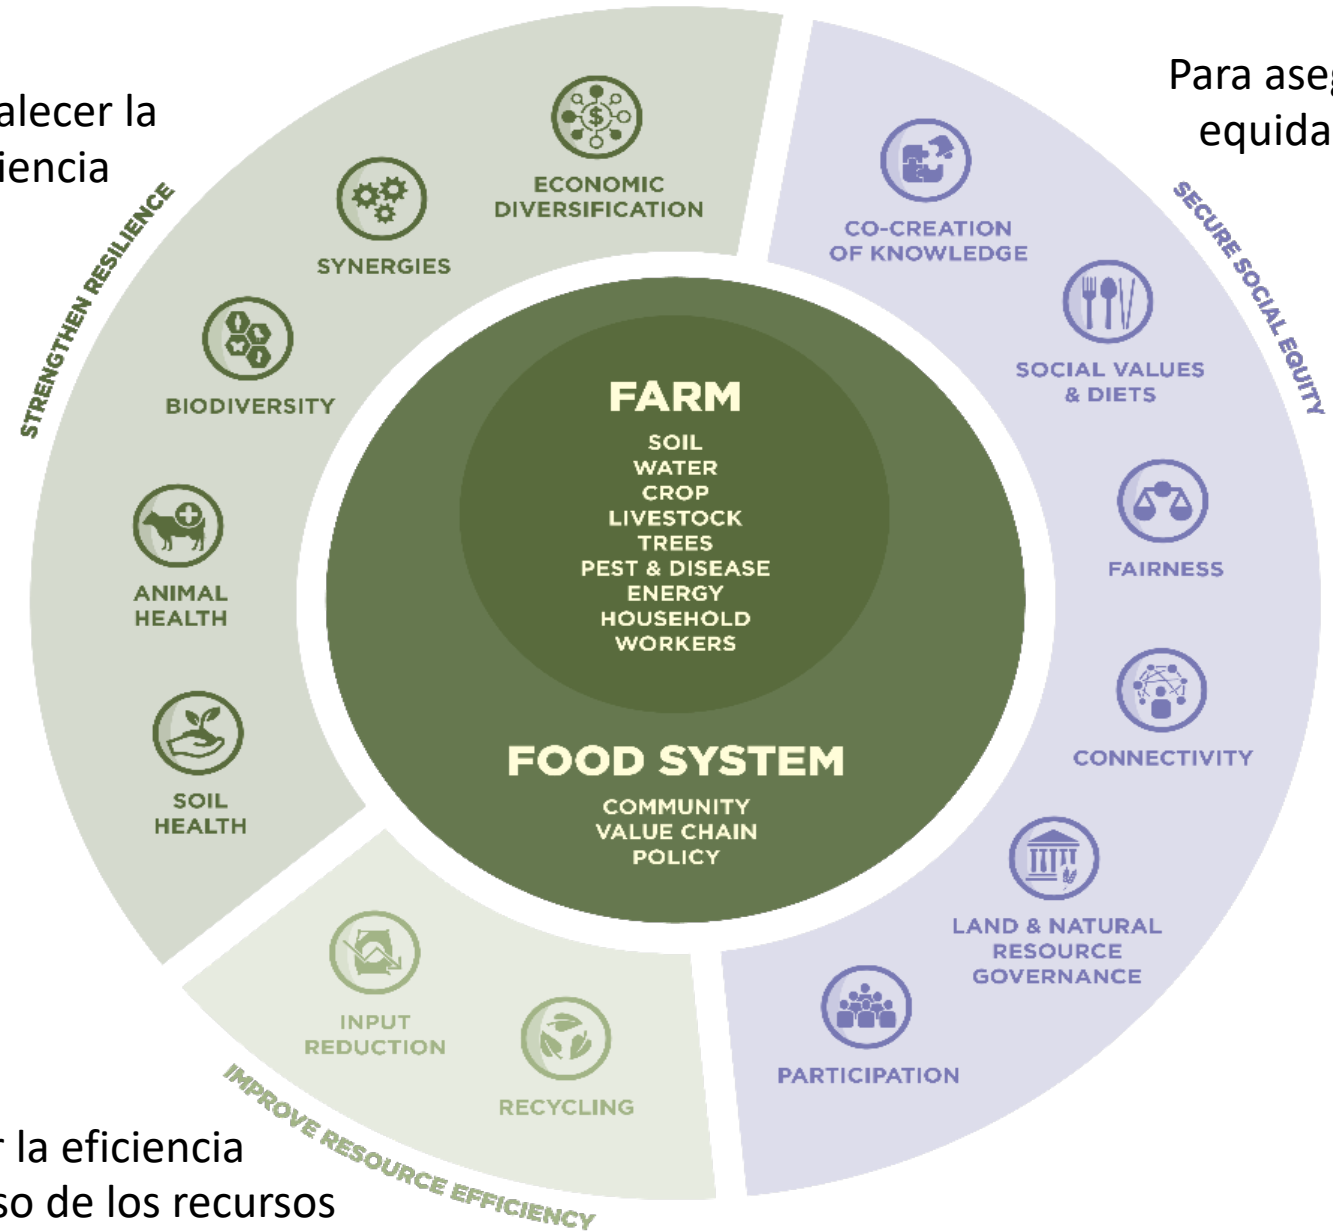 alecer la
iencia
STRENGTHEN RESILIENCE
ECONOMIC
DIVERSIFICATION
SYNERGIES
BIODIVERSITY
ANIMAL
HEALTH
SOIL
HEALTH
Para aseg
equida
SECURE SOCIAL EQUITY
CO-CREATION
OF KNOWLEDGE
SOCIAL VALUES
& DIETS
FAIRNESS
CONNECTIVITY
LAND & NATURAL
RESOURCE
GOVERNANCE
PARTICIPATION
FARM
SOIL
WATER
CROP
LIVESTOCK
TREES
PEST & DISEASE
ENERGY
HOUSEHOLD
WORKERS
FOOD SYSTEM
COMMUNITY
VALUE CHAIN
POLICY
INPUT
REDUCTION
RECYCLING
IMPROVE RESOURCE EFFICIENCY
r la eficiencia
so de los recursos